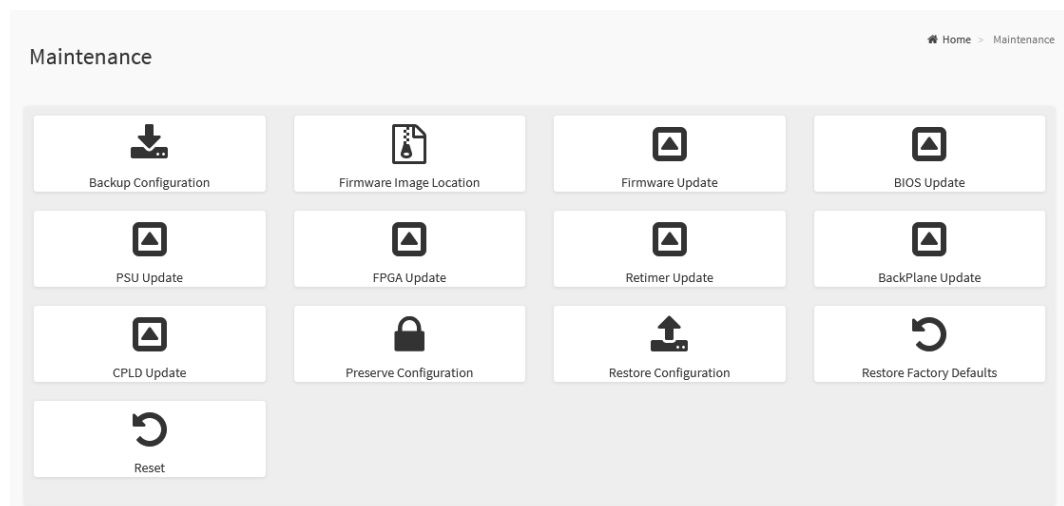 Maintenance
Home > Maintenance
Backup Configuration
Firmware Image Location
Firmware Update
BIOS Update
PSU Update
FPGA Update
Retimer Update
BackPlane Update
CPLD Update
Preserve Configuration
Restore Configuration
Restore Factory Defaults
Reset